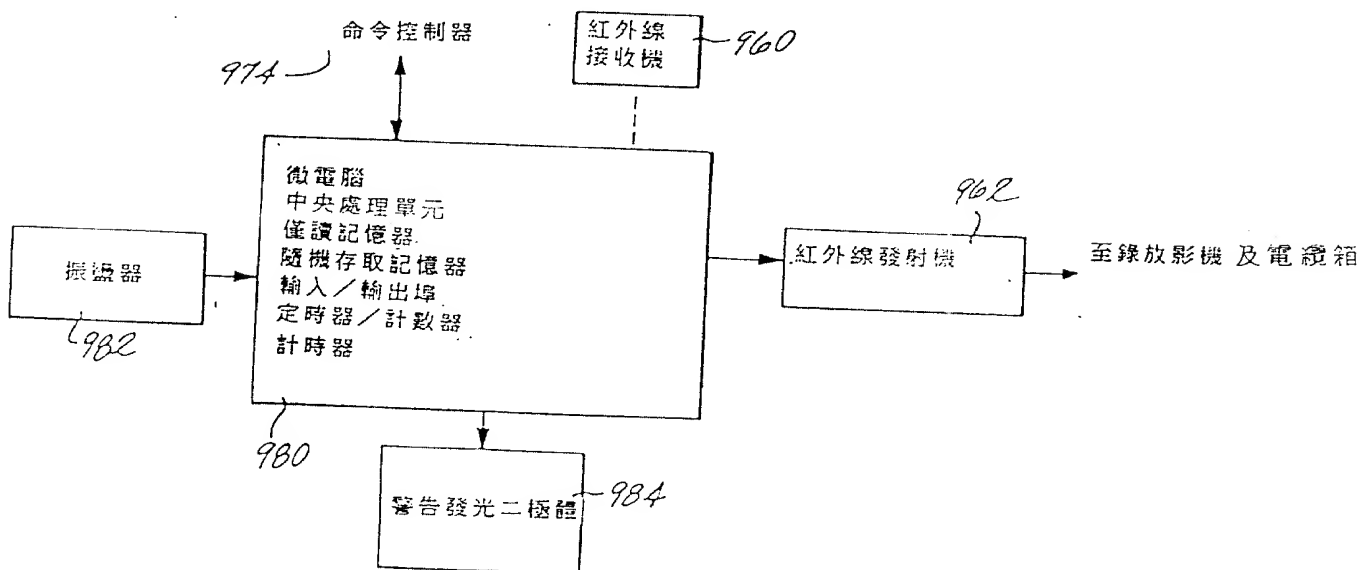 命令控制器
974
紅外線
接收機
960
微電腦
中央處理單元
僅讀記憶器
隨機存取記憶器
輸入／輸出埠
定時器／計數器
計時器
980
振盪器
982
紅外線發射機
962
至錄放影機及電纜箱
警告發光二極體
984